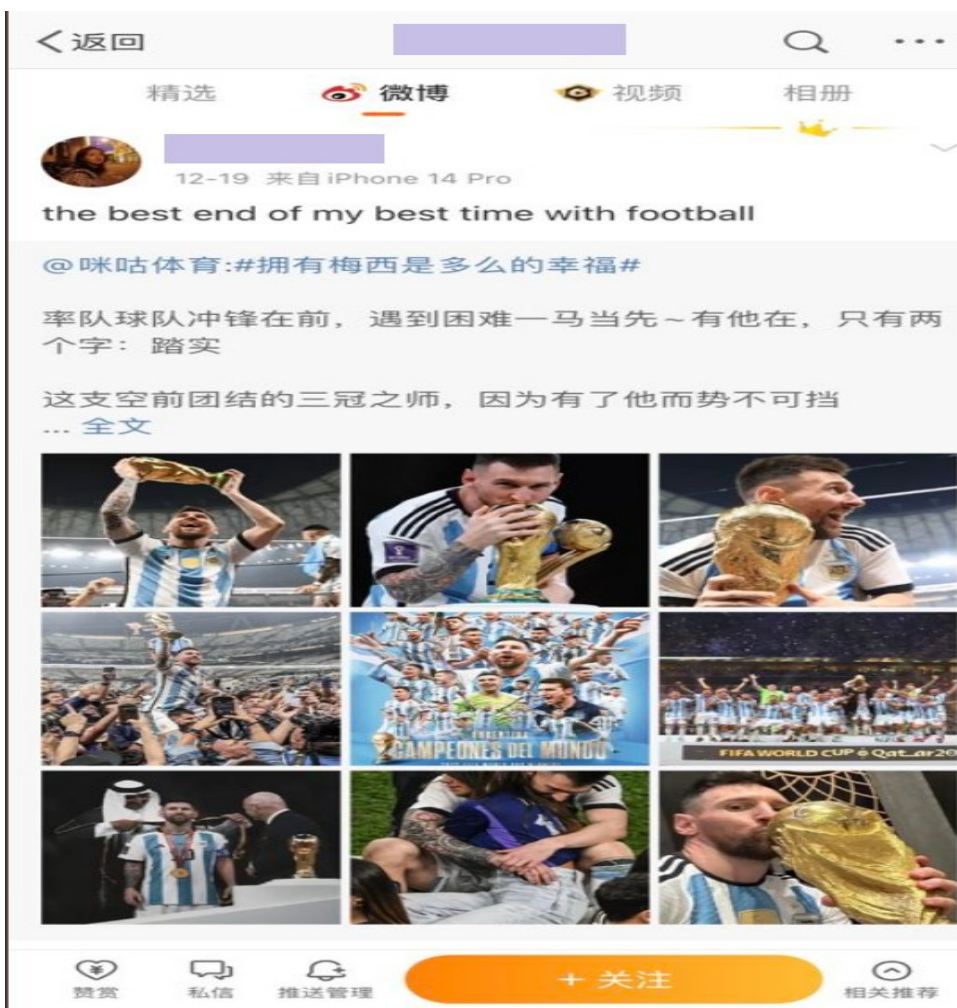 返回
精选
微博
视频
相册
12-19 来自 iPhone 14 Pro
the best end of my best time with football
@咪咕体育:#拥有梅西是多么的幸福#
率队球队冲锋在前，遇到困难一马当先~有他在，只有两
个字：踏实
这支空前团结的三冠之师，因为有了他而势不可挡
... 全文
ARGENTINA
CAMPEONES DEL MUNDO
FIFA WORLD CUP Qatar20
赞赏
私信
推送管理
+关注
相关推荐